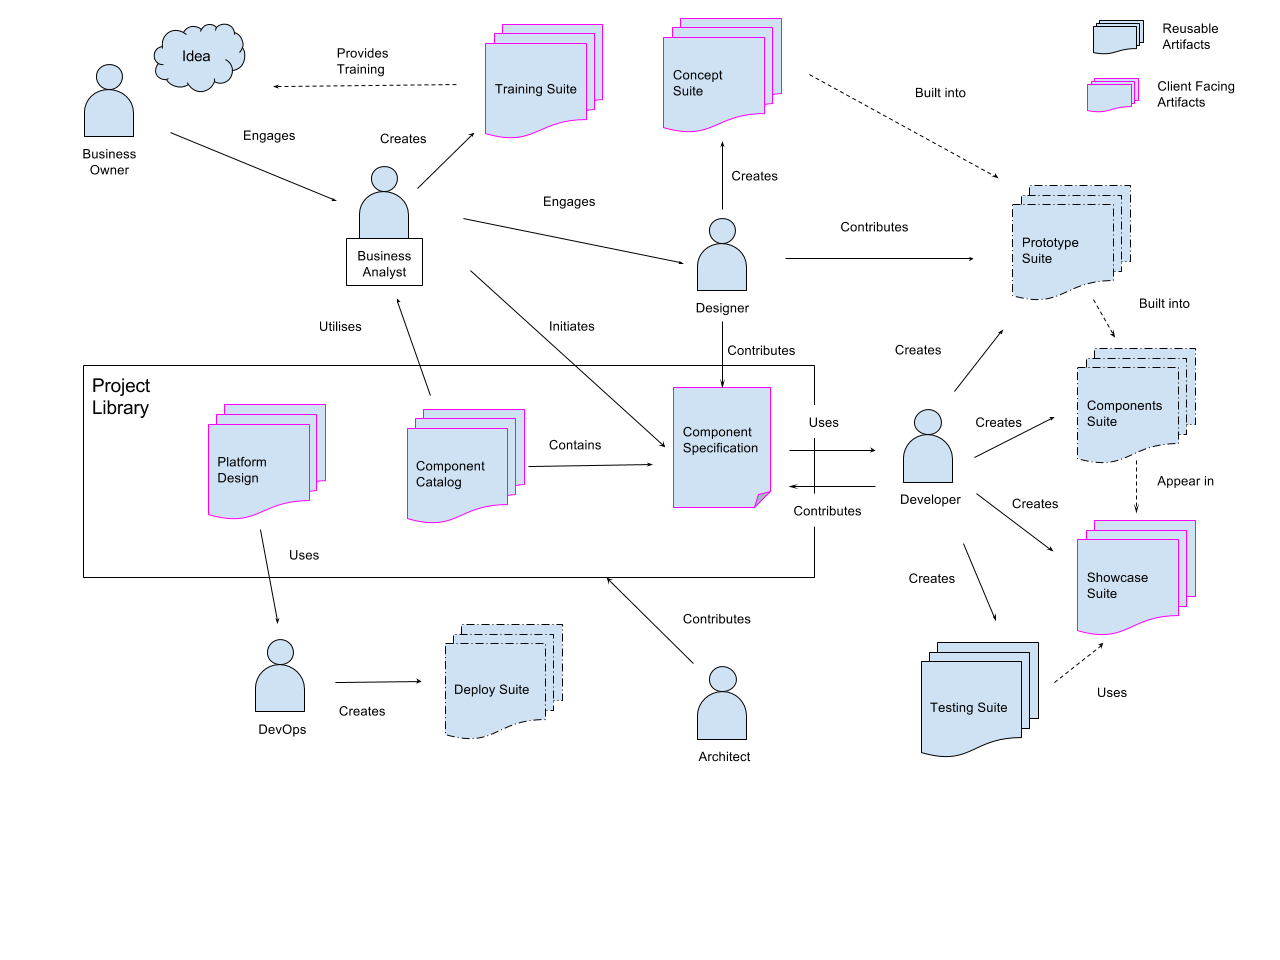 Idea
Provides
Training
Training Suite
Concept
Suite
Reusable
Artifacts
Client Facing
Artifacts
Built into
Business
Owner
Engages
Creates
Creates
Business
Analyst
Engages
Contributes
Prototype
Suite
Designer
Built into
Utilises
Initiates
Contributes
Creates
Project
Library
Components
Suite
Creates
Uses
Component
Specification
Contains
Component
Catalog
Platform
Design
Developer
Contributes
Appear in
Creates
Uses
Creates
Showcase
Suite
Contributes
Deploy Suite
Creates
DevOps
Testing Suite
Uses
Architect